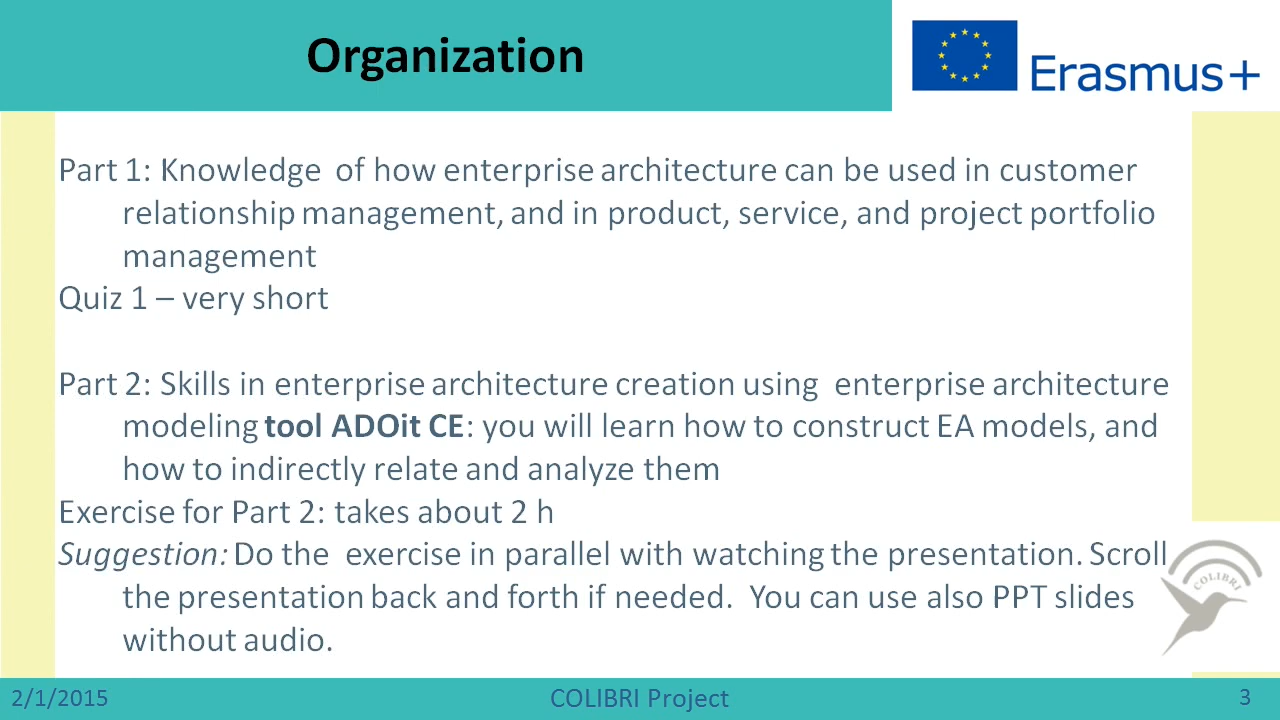 Organization
Erasmus+
Part 1: Knowledge of how enterprise architecture can be used in customer
relationship management, and in product, service, and project portfolio
management
Quiz 1 – very short
Part 2: Skills in enterprise architecture creation using enterprise architecture
modeling tool ADOit CE: you will learn how to construct EA models, and
how to indirectly relate and analyze them
Exercise for Part 2: takes about 2 h
Suggestion: Do the exercise in parallel with watching the presentation. Scroll
the presentation back and forth if needed. You can use also PPT slides
without audio.
COLIBRI
2/1/2015
COLIBRI Project
3